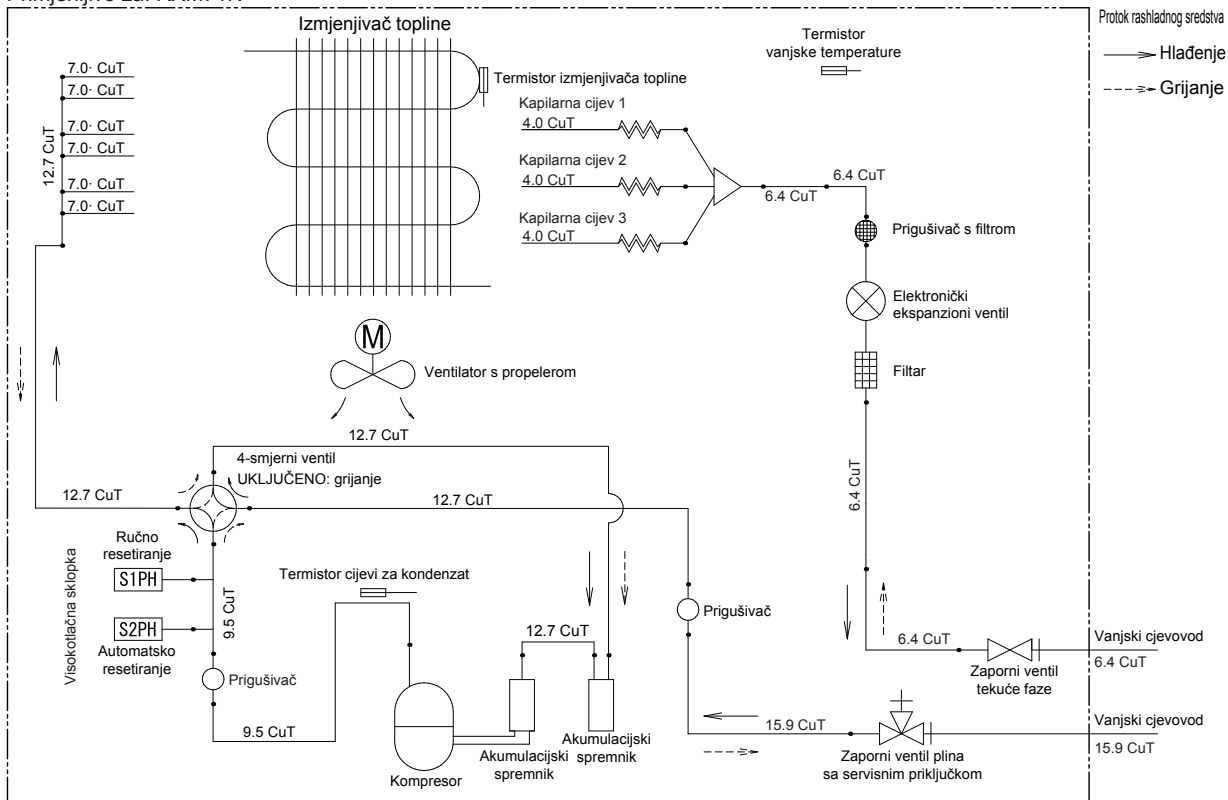 Izmjenjivač topline
Termistor
vanjske temperature
Protok rashladnog sredstva
Hlađenje
Grijanje
7.0· CuT
7.0· CuT
7.0· CuT
7.0· CuT
7.0· CuT
7.0· CuT
12.7 CuT
Termistor izmjenjivača topline
Kapilarna cijev 1
4.0 CuT
Kapilarna cijev 2
4.0 CuT
Kapilarna cijev 3
4.0 CuT
6.4 CuT
6.4 CuT
Prigušivač s filtrom
Elektronički
ekspanzioni ventil
Filtar
M
Ventilator s propelerom
12.7 CuT
4-smjerni ventil
UKLJUČENO: grijanje
12.7 CuT
12.7 CuT
6.4 CuT
Visokotlačna sklopka
Ručno
resetiranje
S1PH
S2PH
Automatsko
resetiranje
9.5 CuT
Termistor cijevi za kondenzat
Prigušivač
Prigušivač
12.7 CuT
9.5 CuT
Kompresor
Akumulacijski
spremnik
Akumulacijski
spremnik
6.4 CuT
Zaporni ventil
tekuće faze
Vanjski cjevovod
6.4 CuT
15.9 CuT
Zaporni ventil plina
sa servisnim priključkom
Vanjski cjevovod
15.9 CuT